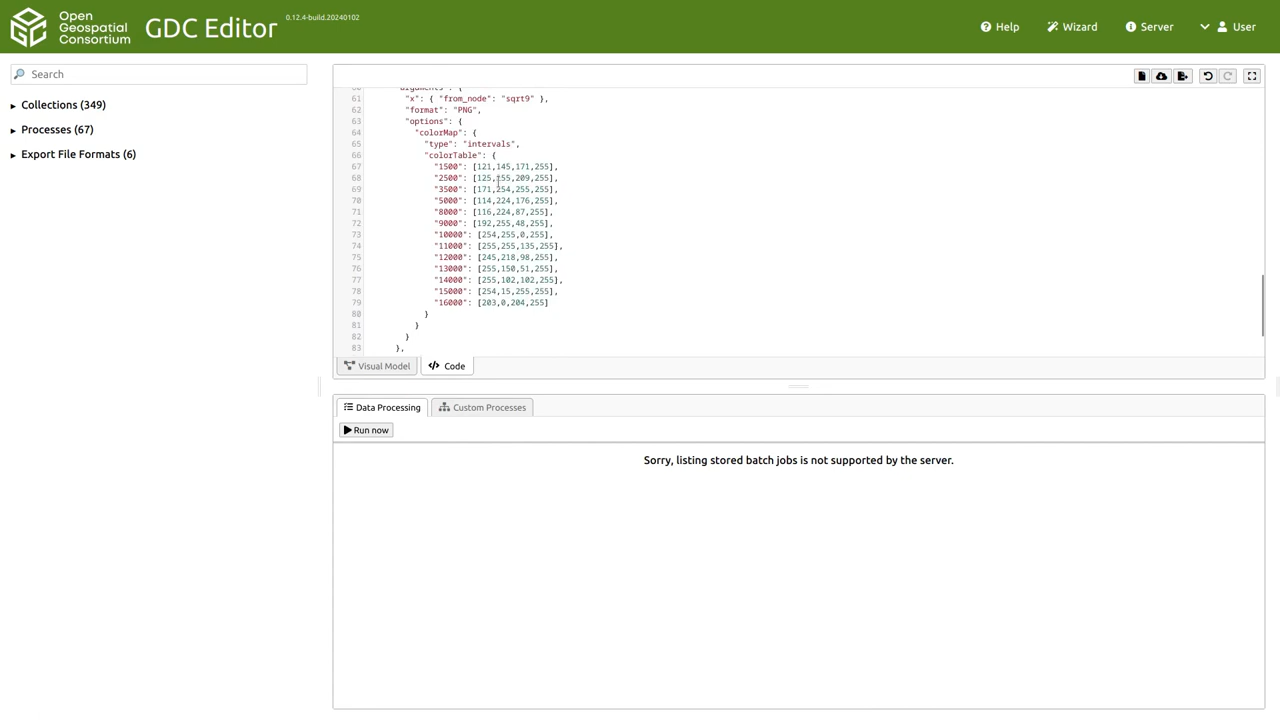 Open
Geospatial
Consortium
GDC Editor
0.12.4-build.20240102
Help
Wizard
Server
User
Search
Collections (349)
Processes (67)
Export File Formats (6)
60 "arguments": {
61 "x": { "from_node": "sqrt9" },
62 "format": "PNG",
63 "options": {
64 "colorMap": {
65 "type": "intervals",
66 "colorTable": {
67 "1500": [121,145,171,255],
68 "2500": [125,155,209,255],
69 "3500": [171,254,255,255],
70 "5000": [114,224,176,255],
71 "8000": [116,224,87,255],
72 "9000": [192,255,48,255],
73 "10000": [254,255,0,255],
74 "11000": [255,255,135,255],
75 "12000": [245,218,98,255],
76 "13000": [255,150,51,255],
77 "14000": [255,102,102,255],
78 "15000": [254,15,255,255],
79 "16000": [203,0,204,255]
80 }
81 }
82 }
83 },
Visual Model
Code
Data Processing
Custom Processes
Run now
Sorry, listing stored batch jobs is not supported by the server.